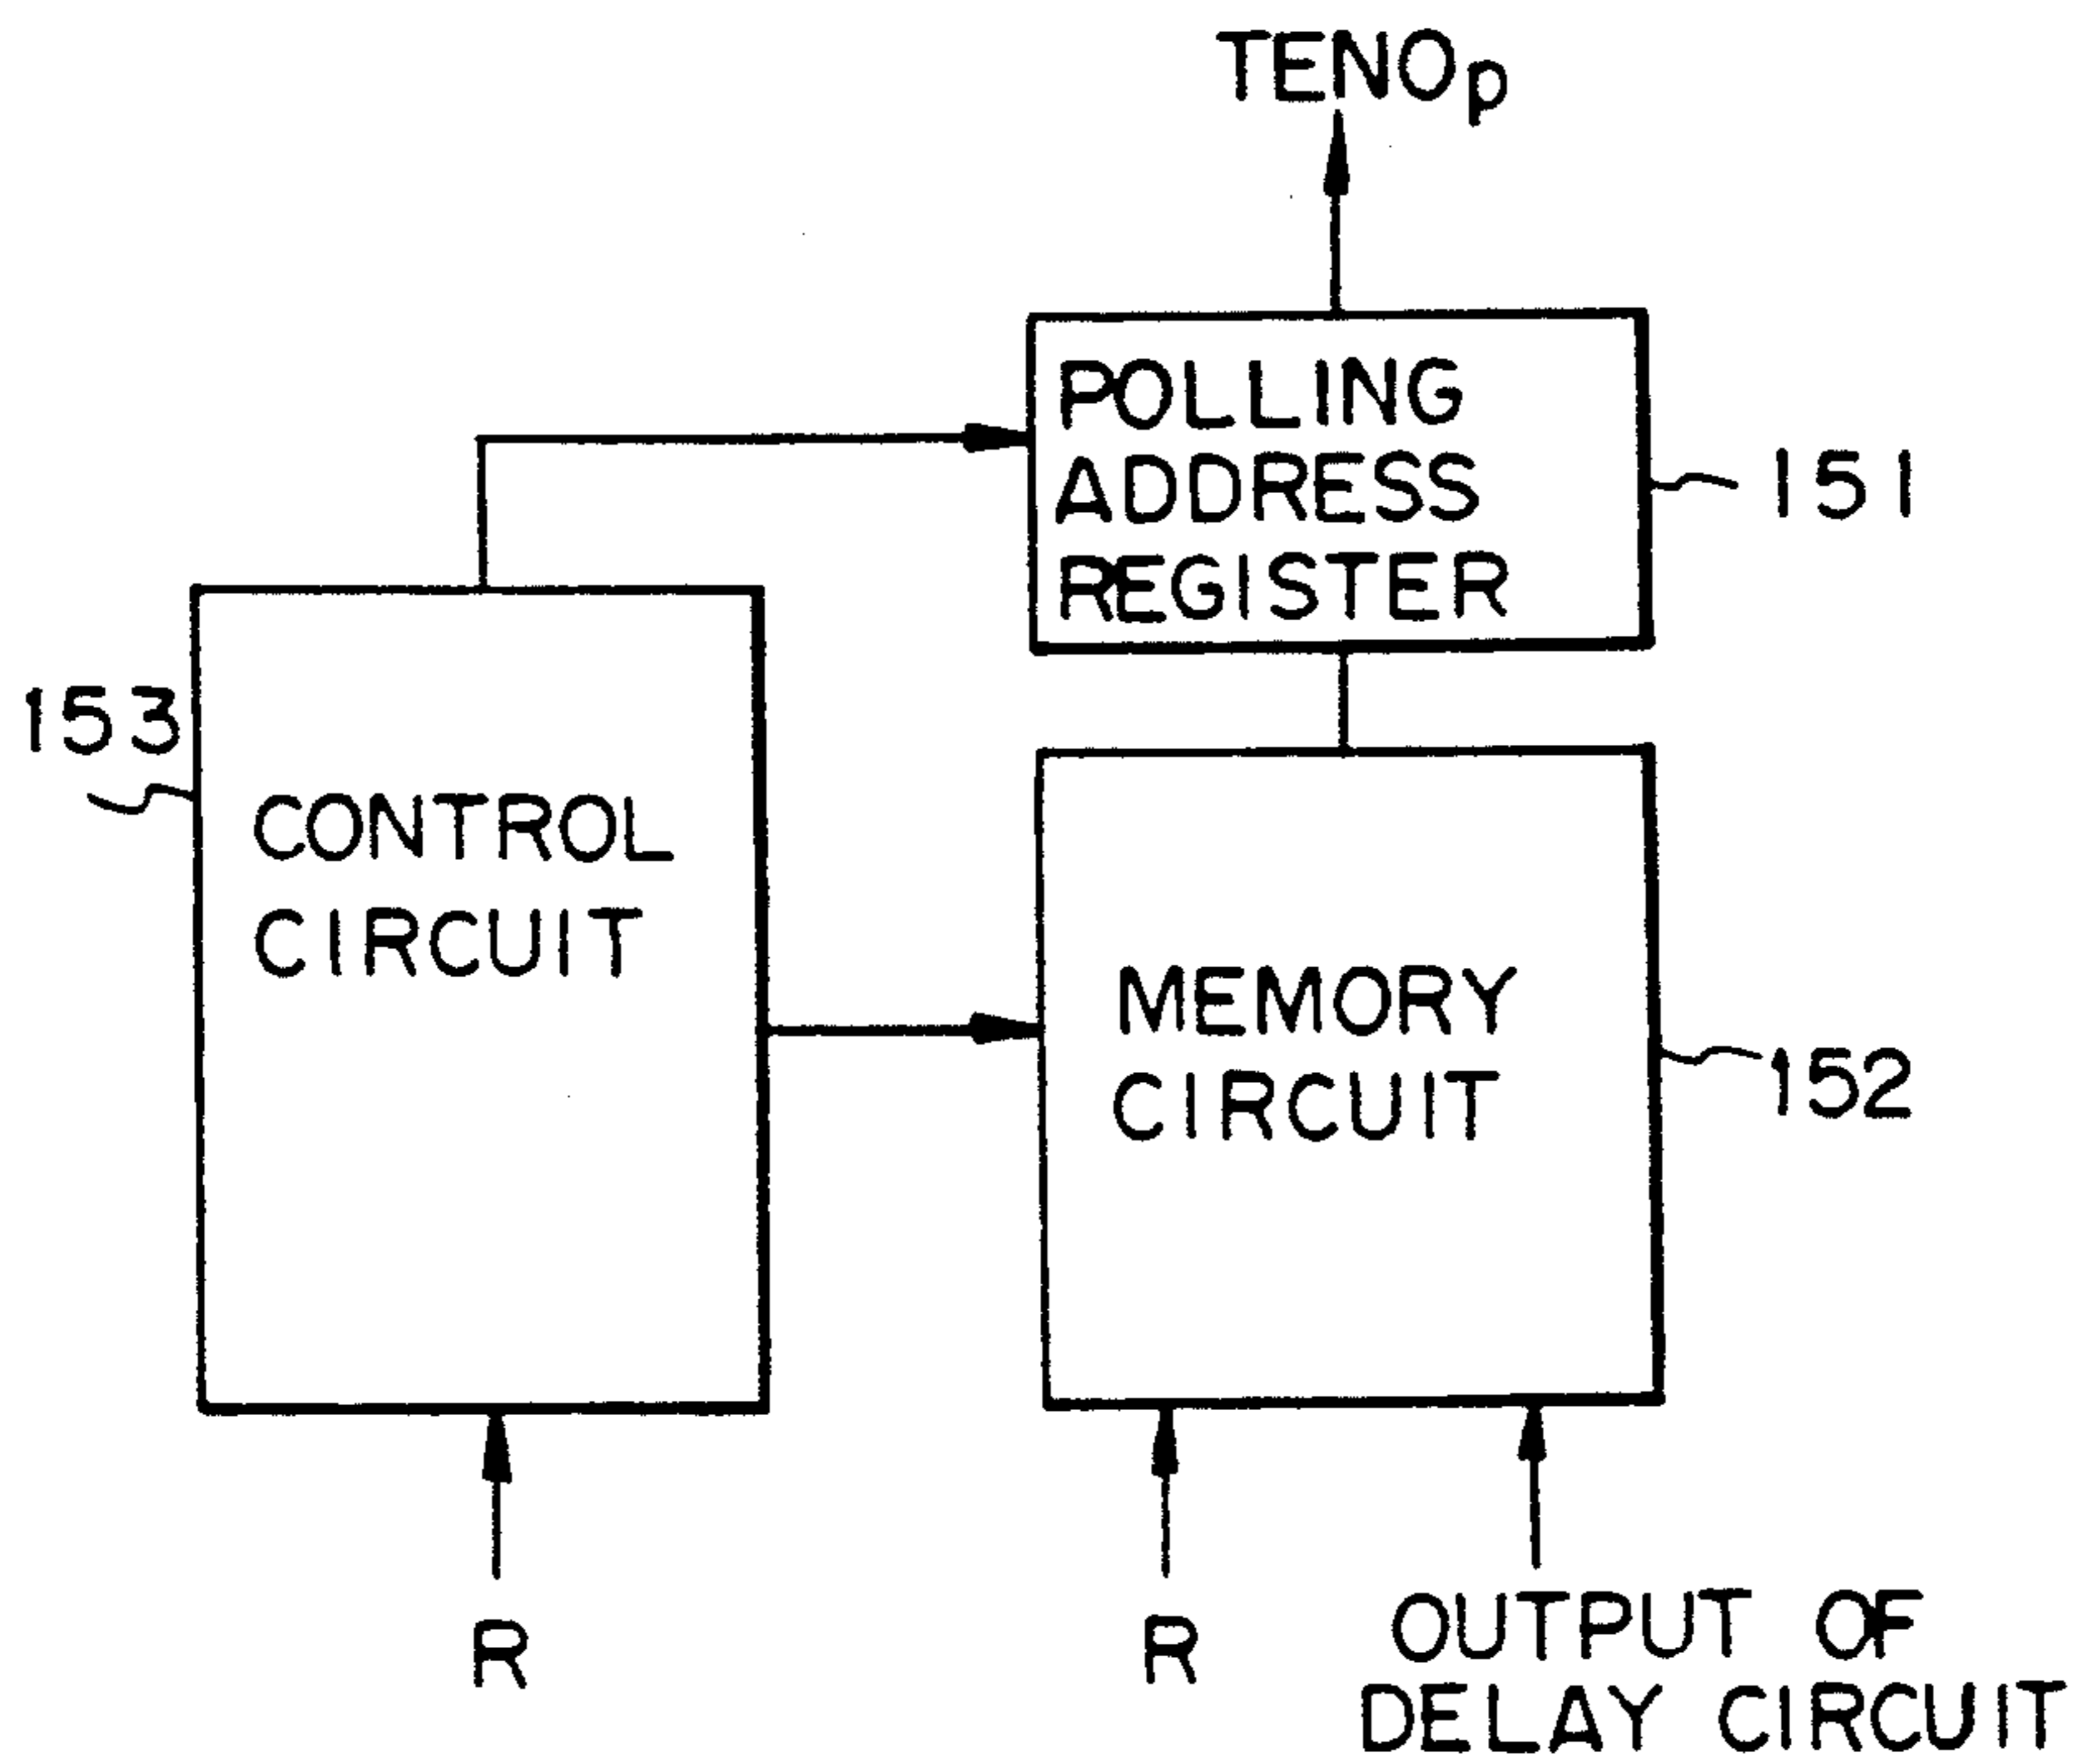 TENOp
POLLING
ADDRESS
REGISTER
151
153
CONTROL
CIRCUIT
MEMORY
CIRCUIT
152
R
R
OUTPUT OF
DELAY CIRCUIT